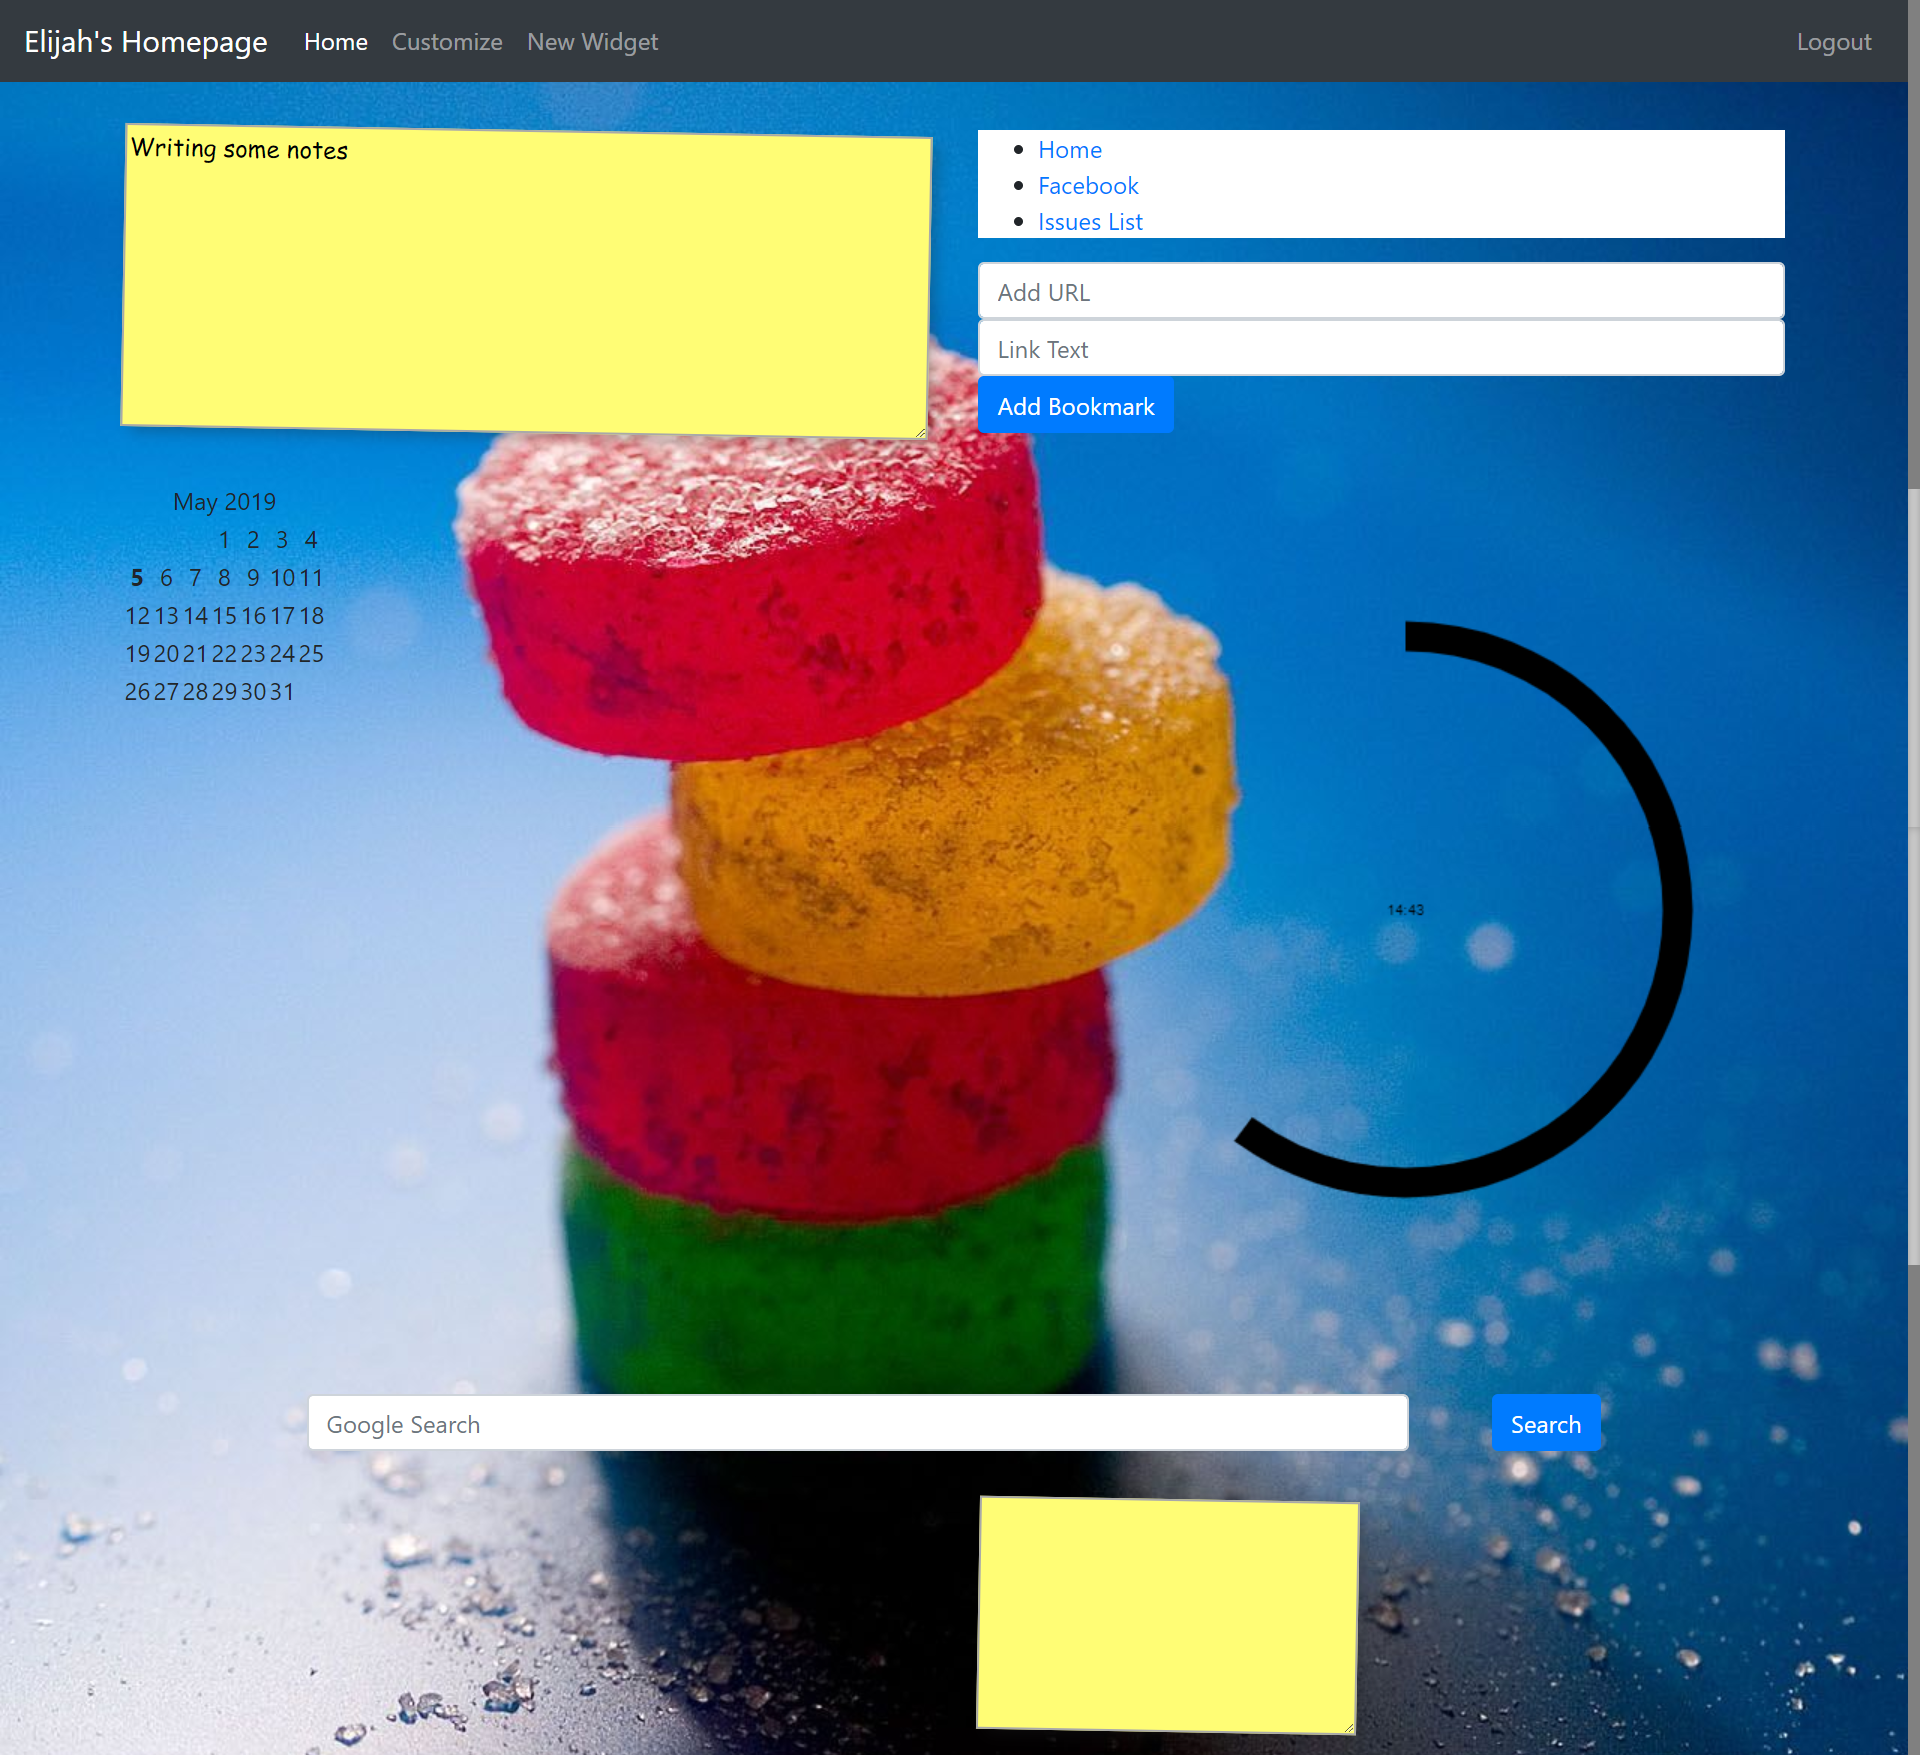 Elijah's Homepage Home Customize New Widget Logout
Writing some notes
Home
Facebook
Issues List
Add URL
Link Text
Add Bookmark
May 2019
1 2 3 4
5 6 7 8 9 10 11
12 13 14 15 16 17 18
19 20 21 22 23 24 25
26 27 28 29 30 31
14:43
Google Search Search